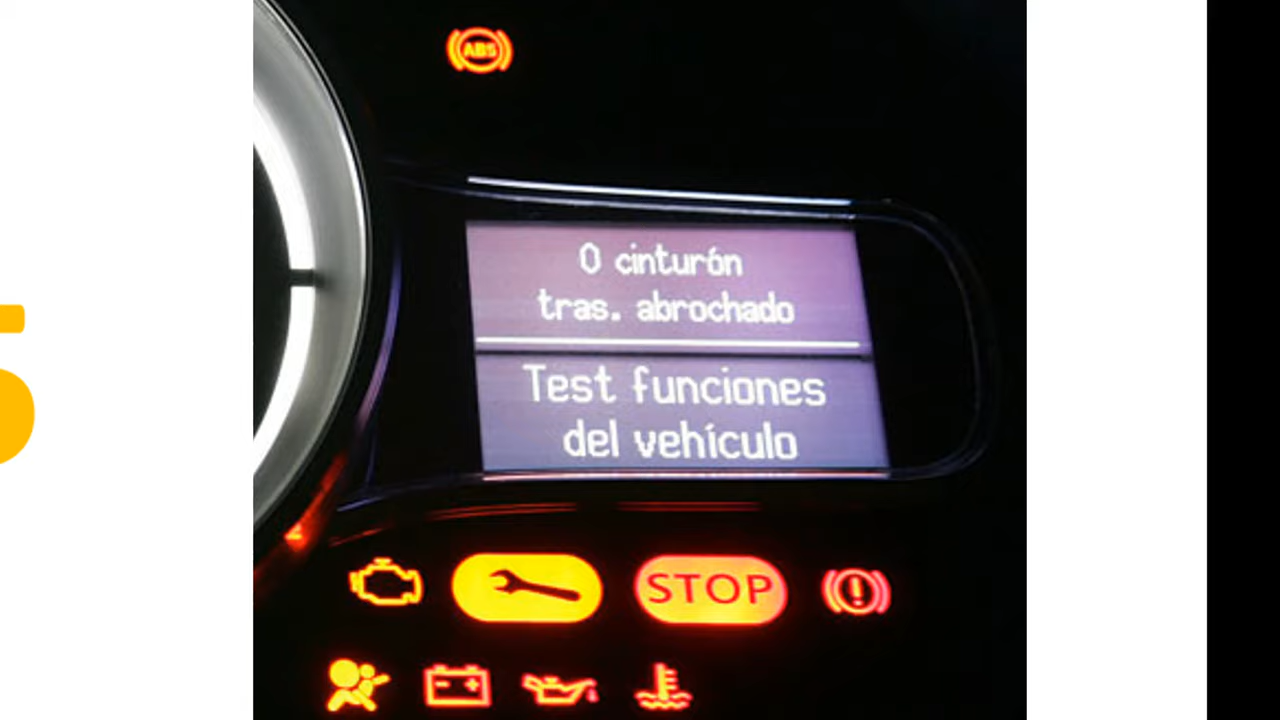 ABS
0 cinturón
tras. abrochado
Test funciones
del vehículo
STOP